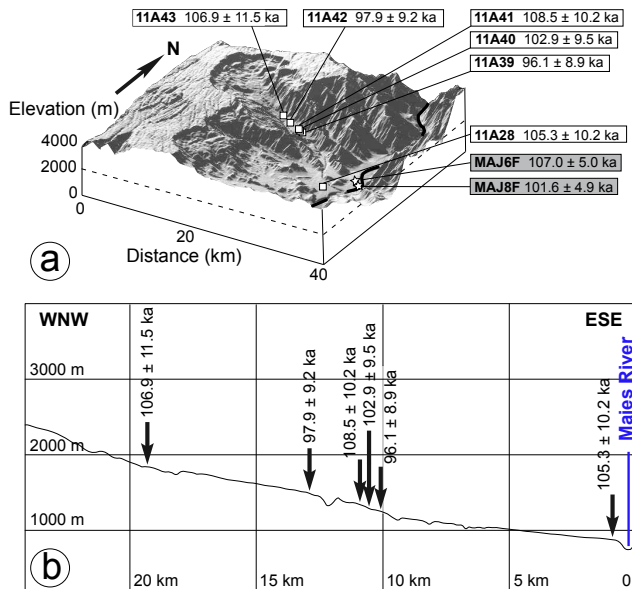 11A43 106.9 ± 11.5 ka
11A42 97.9 ± 9.2 ka
11A41 108.5 ± 10.2 ka
11A40 102.9 ± 9.5 ka
11A39 96.1 ± 8.9 ka
N
Elevation (m)
4000
2000
0
11A28 105.3 ± 10.2 ka
MAJ6F 107.0 ± 5.0 ka
MAJ8F 101.6 ± 4.9 ka
0
20
Distance (km)
40
a
WNW
ESE
3000 m
2000 m
1000 m
106.9 ± 11.5 ka
97.9 ± 9.2 ka
108.5 ± 10.2 ka
102.9 ± 9.5 ka
96.1 ± 8.9 ka
105.3 ± 10.2 ka
Majes River
b
20 km
15 km
10 km
5 km
0